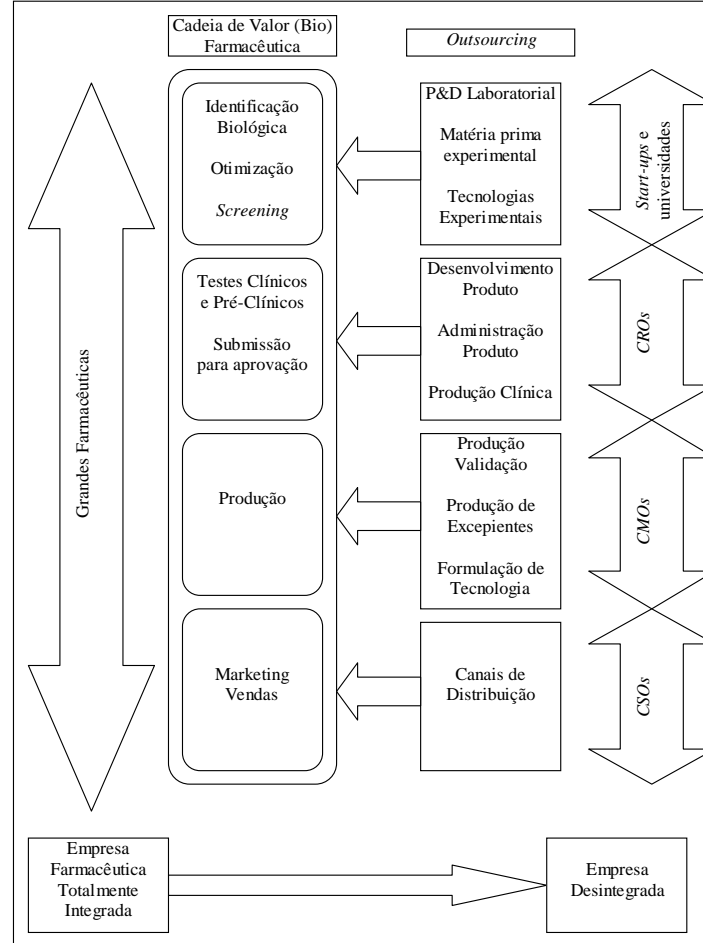 Cadeia de Valor (Bio)
Farmacêutica
Outsourcing
Grandes Farmacêuticas
Identificação
Biológica
Otimização
Screening
P&D Laboratorial
Matéria prima
experimental
Tecnologias
Experimentais
Start-ups e
universidades
Testes Clínicos
e Pré-Clínicos
Submissão
para aprovação
Desenvolvimento
Produto
Administração
Produto
Produção Clínica
CROs
Produção
Produção
Validação
Produção de
Excepientes
Formulação de
Tecnologia
CMOs
Marketing
Vendas
Canais de
Distribuição
CSOs
Empresa
Farmacêutica
Totalmente
Integrada
Empresa
Desintegrada